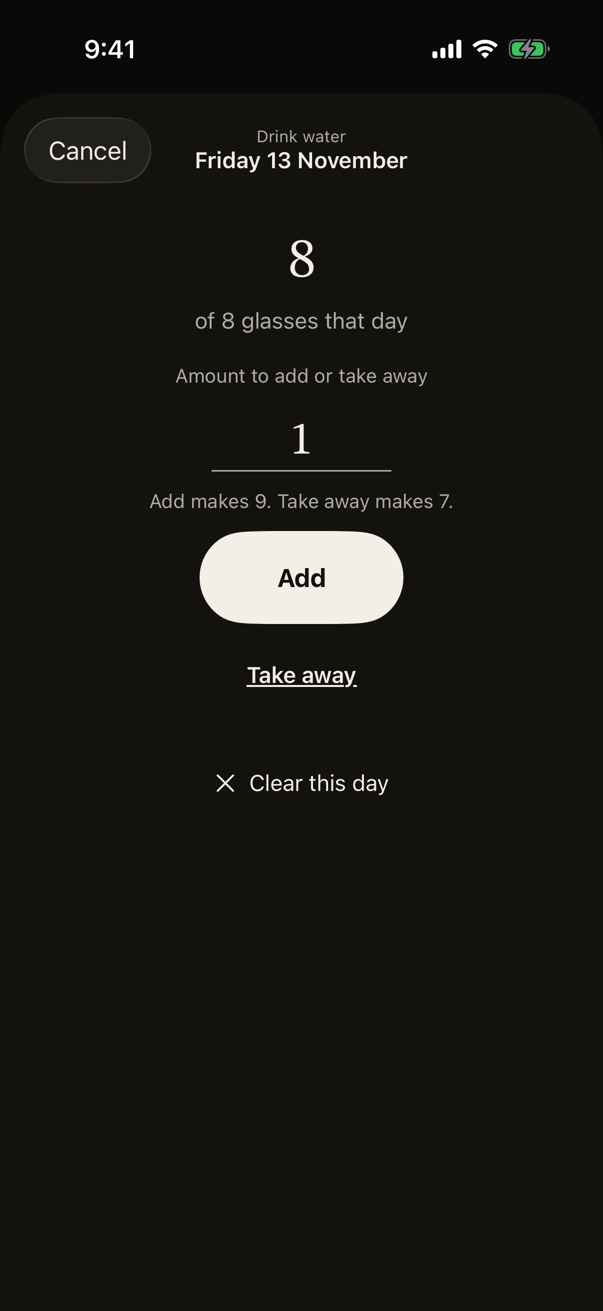 9:41
Cancel
Drink water
Friday 13 November
8
of 8 glasses that day
Amount to add or take away
1
Add makes 9. Take away makes 7.
Add
Take away
Clear this day